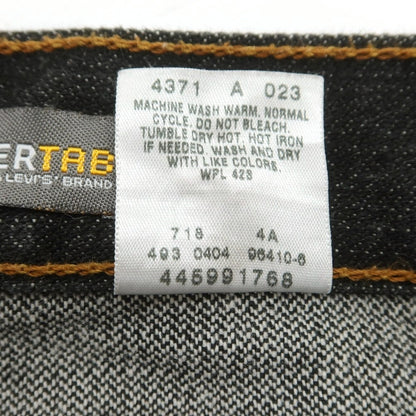 4371 A 023
MACHINE WASH WARM. NORMAL
CYCLE. DO NOT BLEACH.
TUMBLE DRY HOT. HOT IRON
IF NEEDED. WASH AND DRY
WITH LIKE COLORS.
WPL 423
718 4A
493 0404 96410-6
445991768
ERTAB
LEVI'S BRAND